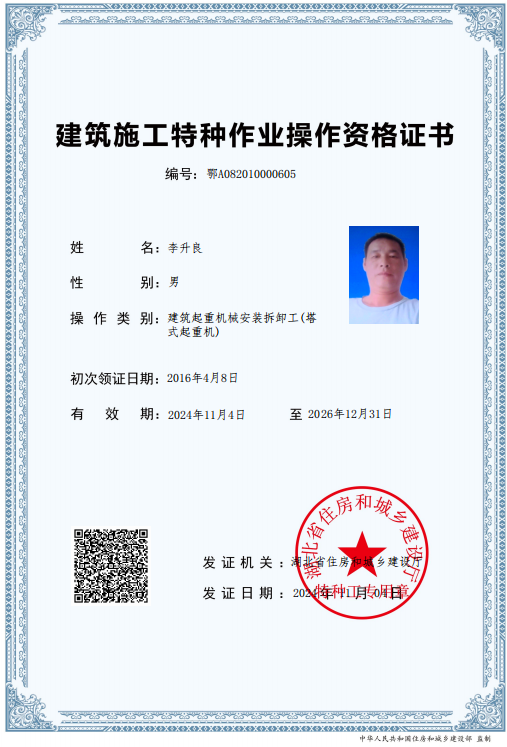 建筑施工特种作业操作资格证书
编号：鄂A082010000605
姓名：李升良
性别：男
操作类别：建筑起重机械安装拆卸工(塔
式起重机)
初次领证日期：2016年4月8日
有效期：2024年11月4日 至 2026年12月31日
湖北省住房和城乡建设厅
发证机关：湖北省住房和城乡建设厅
特种工专用章
发证日期：2024年11月04日
中华人民共和国住房和城乡建设部 监制